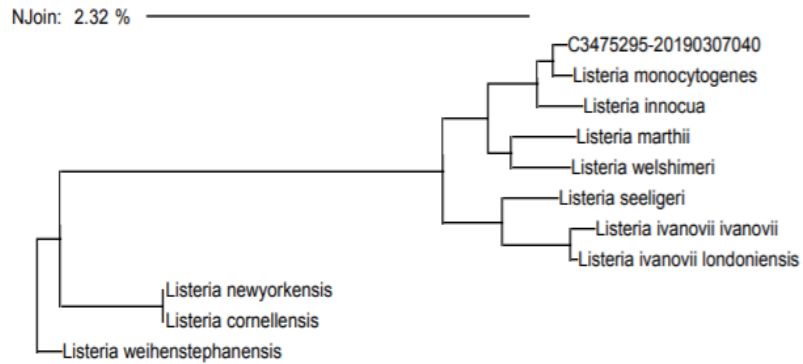 NJoin: 2.32 %
C3475295-20190307040
Listeria monocytogenes
Listeria innocua
Listeria marthii
Listeria welshimeri
Listeria seeligeri
Listeria ivanovii ivanovii
Listeria ivanovii londoniensis
Listeria newyorkensis
Listeria cornellensis
Listeria weihenstephanensis